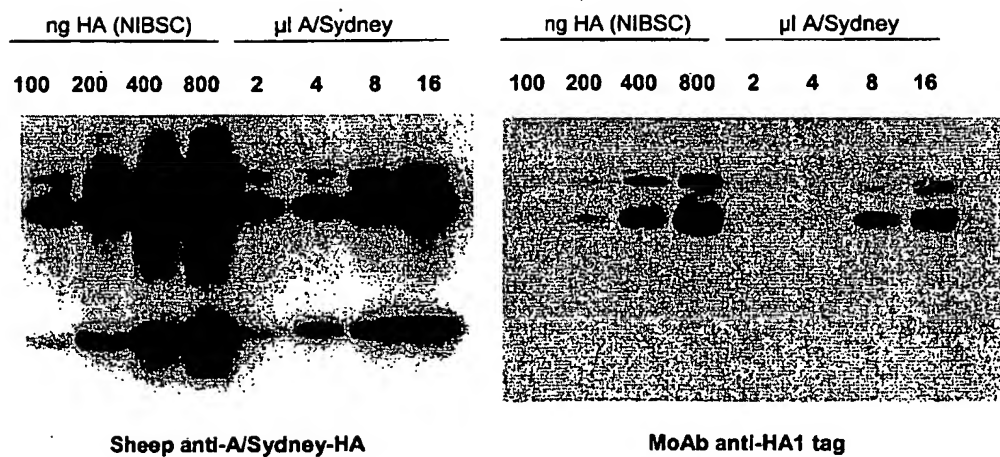 ng HA (NIBSC) µl A/Sydney
100 200 400 800 2 4 8 16
Sheep anti-A/Sydney-HA
ng HA (NIBSC) µl A/Sydney
100 200 400 800 2 4 8 16
MoAb anti-HA1 tag